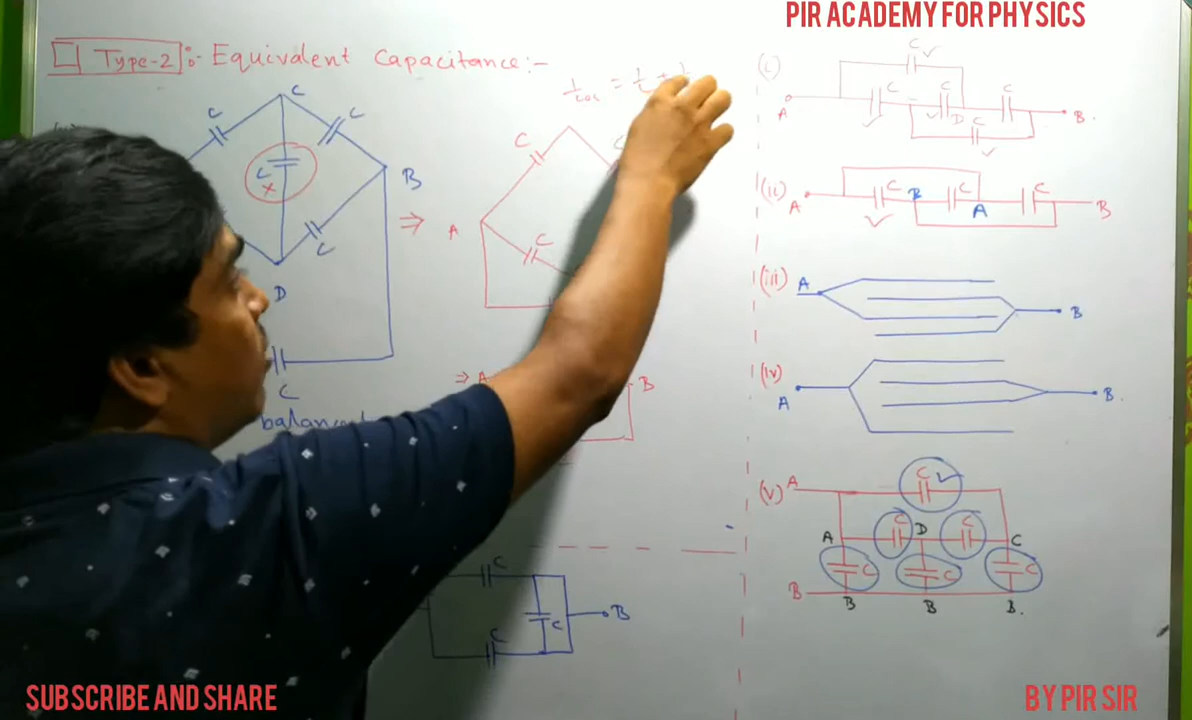 PIR ACADEMY FOR PHYSICS
Type-2 :- Equivalent Capacitance:-
C
C
C
C
C
B
D
C
balanced
⇒
C
C
A
C
⇒ A
B
C
C
C
B
(i)
C
A
C
C
D
C
C
B.
(ii)
A
C
B
C
A
C
B
(iii)
A
B
(iv)
A
B.
(v)
A
C
A
C
D
C
C
C
C
C
B
B
B
B.
SUBSCRIBE AND SHARE
BY PIR SIR